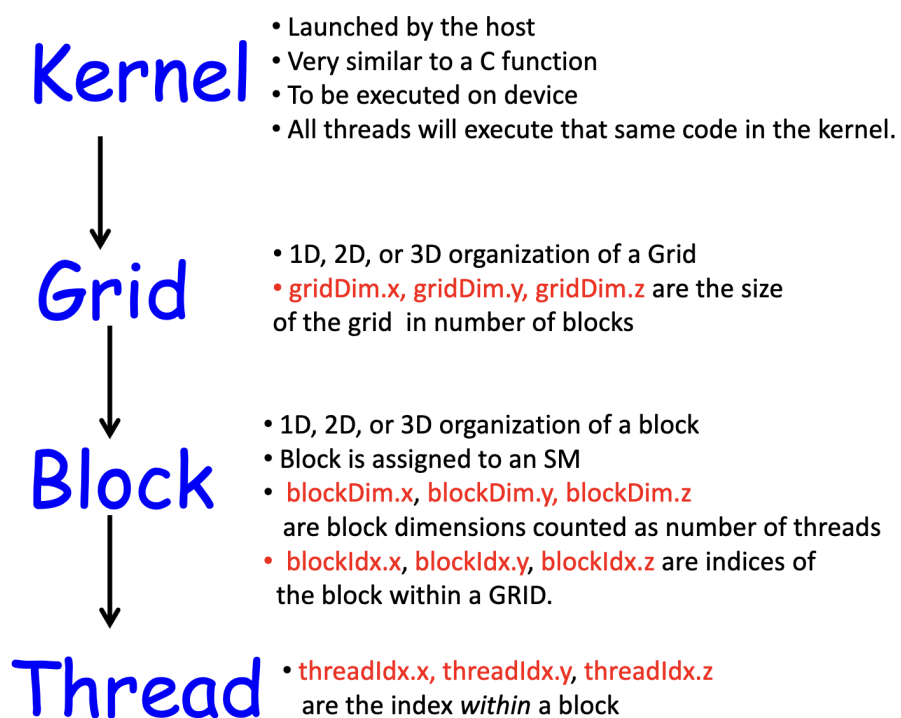 Kernel
• Launched by the host
• Very similar to a C function
• To be executed on device
• All threads will execute that same code in the kernel.
Grid
• 1D, 2D, or 3D organization of a Grid
• gridDim.x, gridDim.y, gridDim.z are the size
of the grid in number of blocks
Block
• 1D, 2D, or 3D organization of a block
• Block is assigned to an SM
• blockDim.x, blockDim.y, blockDim.z
are block dimensions counted as number of threads
• blockIdx.x, blockIdx.y, blockIdx.z are indices of
the block within a GRID.
Thread
• threadIdx.x, threadIdx.y, threadIdx.z
are the index within a block